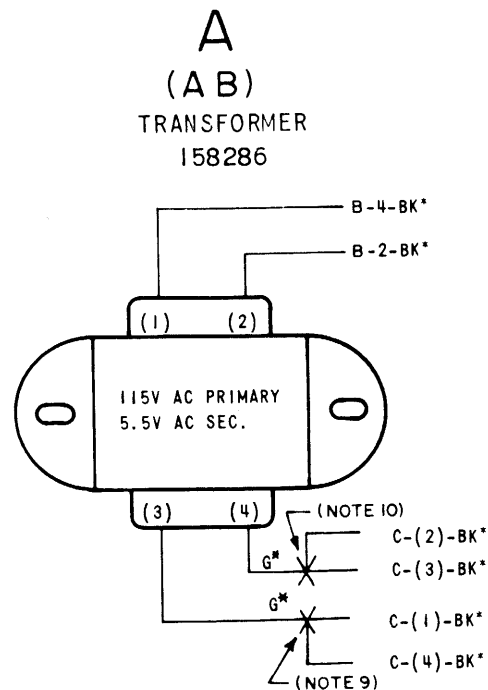 A
(AB)
TRANSFORMER
158286
B-4-BK*
B-2-BK*
(1) (2)
115V AC PRIMARY
5.5V AC SEC.
(3) (4)
(NOTE 10)
C-(2)-BK*
G* C-(3)-BK*
G*
C-(1)-BK*
C-(4)-BK*
(NOTE 9)